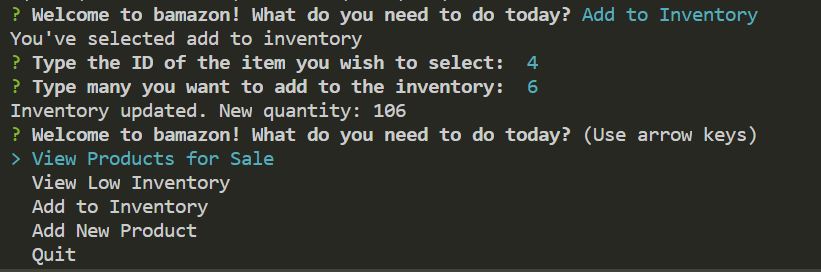 ? Welcome to bamazon! What do you need to do today? Add to Inventory
You've selected add to inventory
? Type the ID of the item you wish to select:  4
? Type many you want to add to the inventory:  6
Inventory updated. New quantity: 106
? Welcome to bamazon! What do you need to do today? (Use arrow keys)
> View Products for Sale
  View Low Inventory
  Add to Inventory
  Add New Product
  Quit